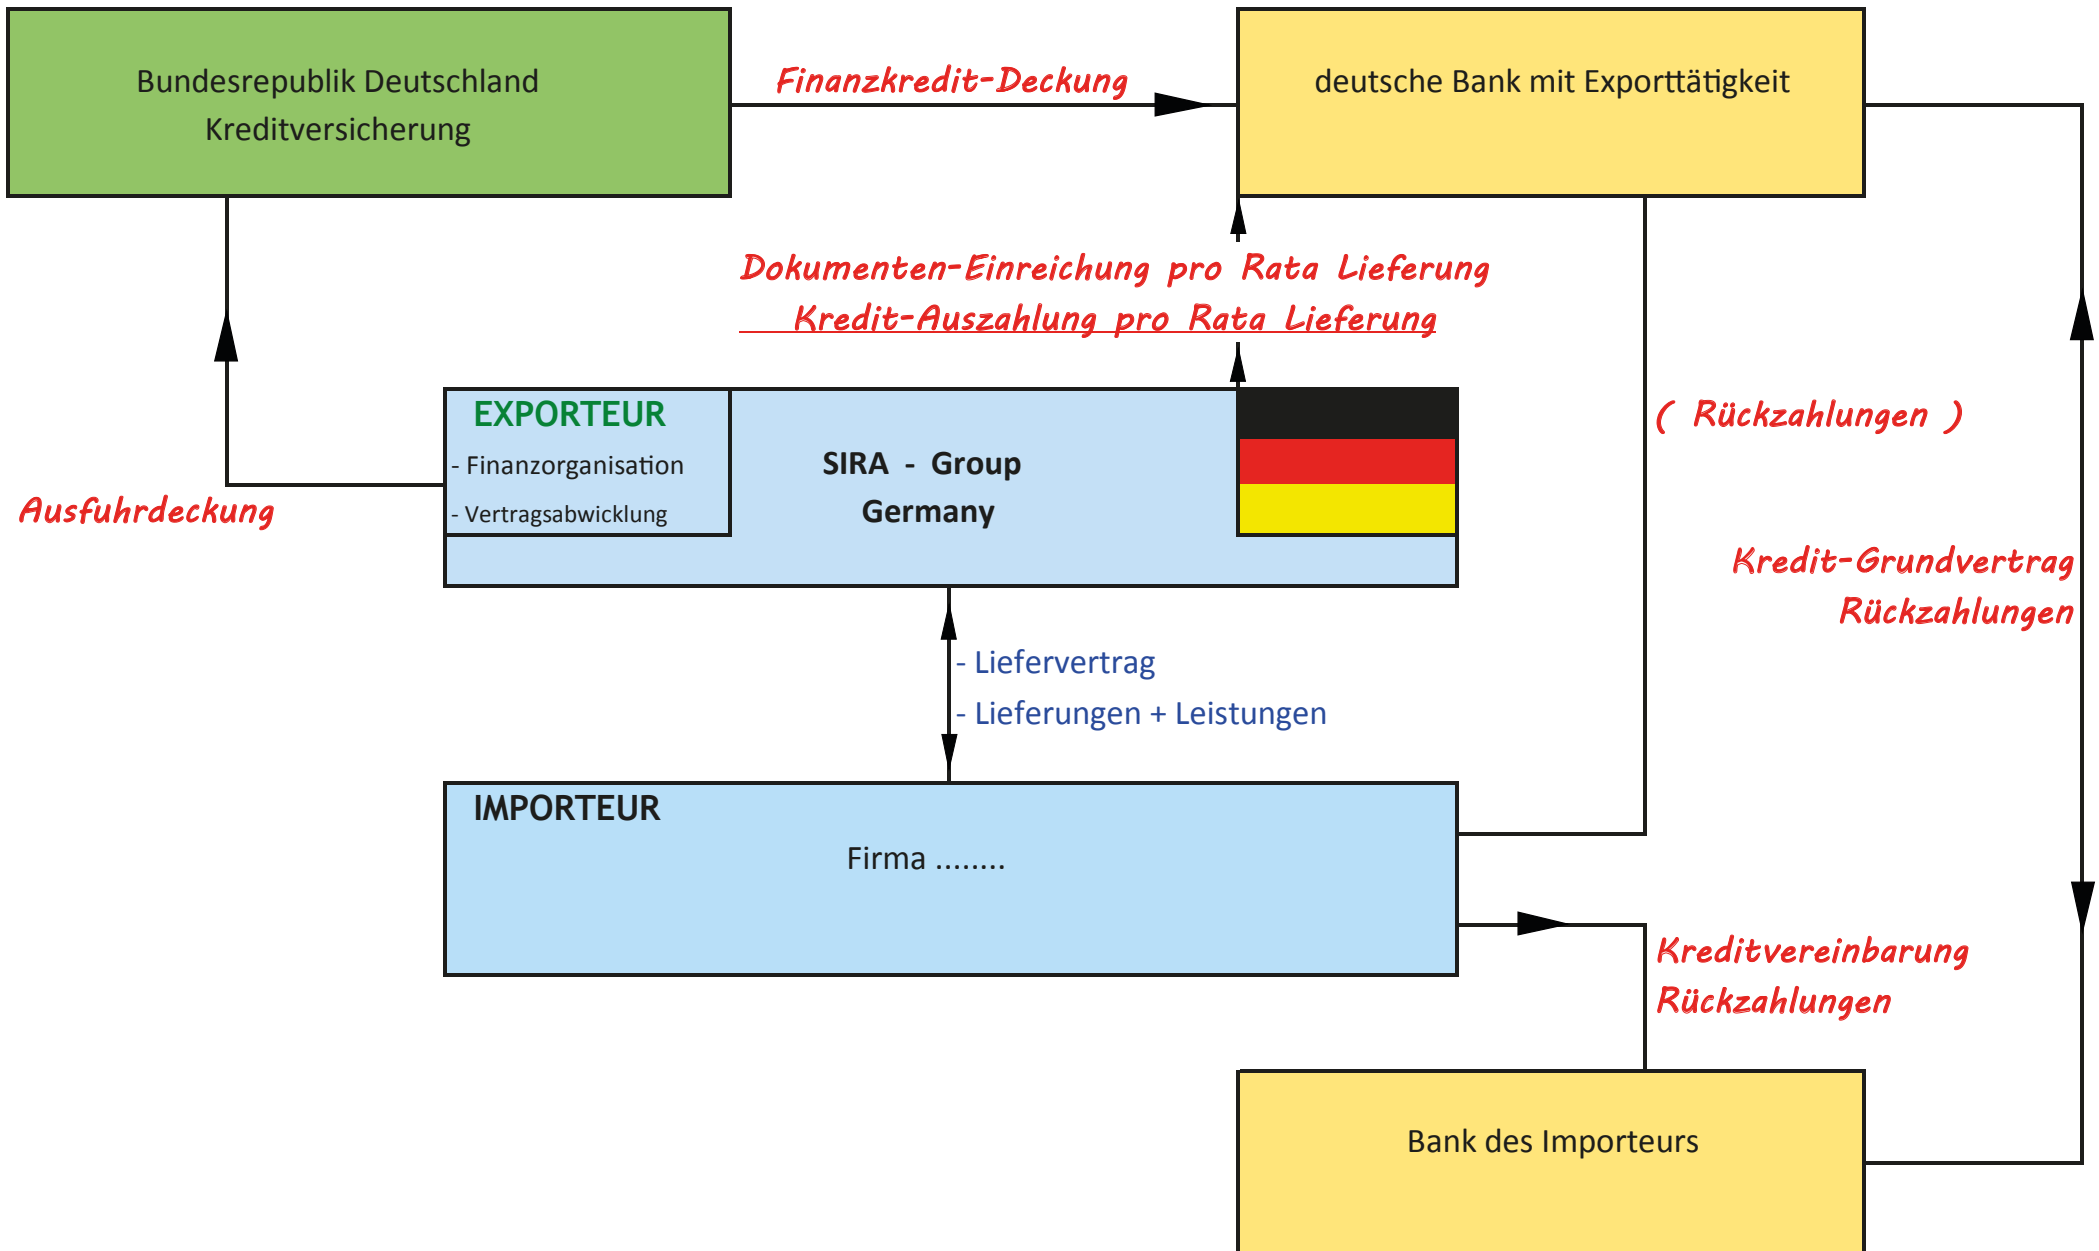 Bundesrepublik Deutschland
Kreditversicherung
Finanzkredit-Deckung
deutsche Bank mit Exporttätigkeit
Dokumenten-Einreichung pro Rata Lieferung
Kredit-Auszahlung pro Rata Lieferung
EXPORTEUR
- Finanzorganisation
- Vertragsabwicklung
SIRA - Group
Germany
( Rückzahlungen )
Ausfuhrdeckung
Kredit-Grundvertrag
Rückzahlungen
- Liefervertrag
- Lieferungen + Leistungen
IMPORTEUR
Firma ........
Kreditvereinbarung
Rückzahlungen
Bank des Importeurs